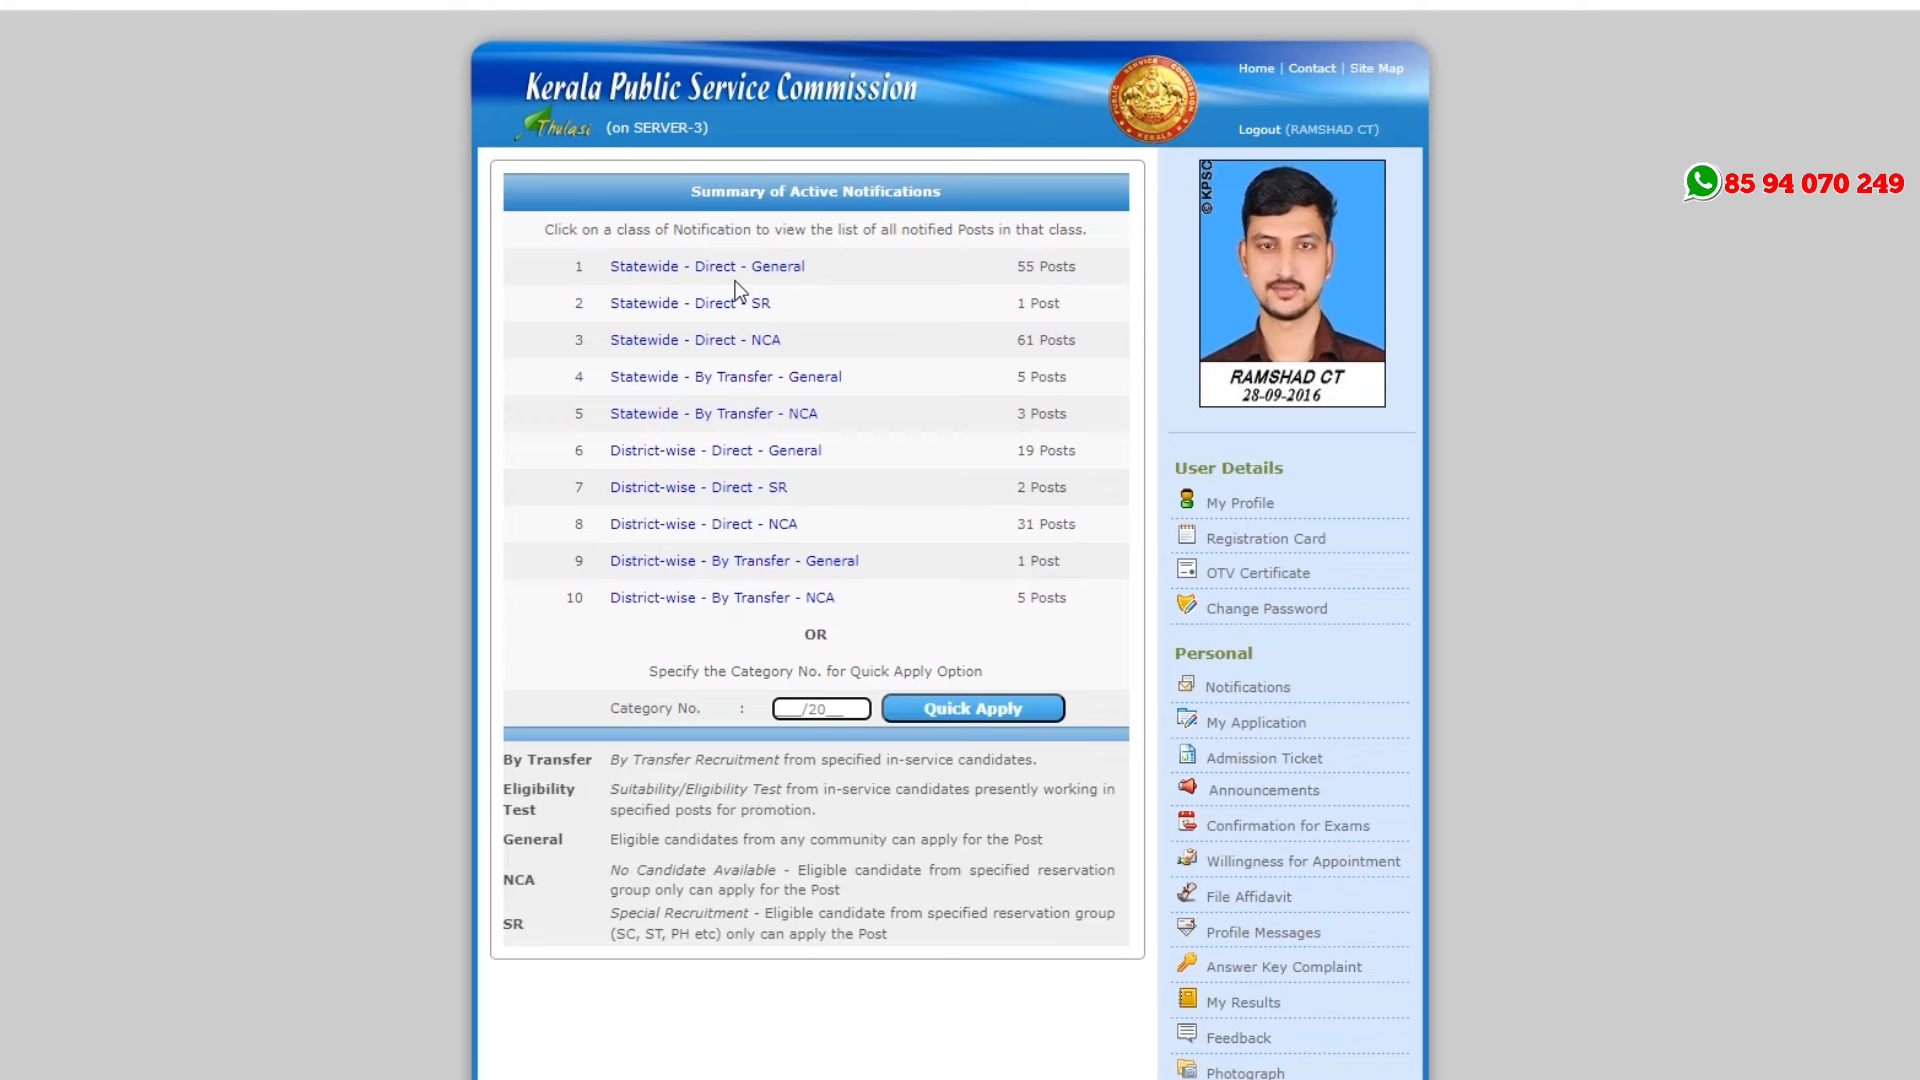 Kerala Public Service Commission
Thulasi (on SERVER-3)
Home | Contact | Site Map
Logout (RAMSHAD CT)
85 94 070 249
Summary of Active Notifications
Click on a class of Notification to view the list of all notified Posts in that class.
1 Statewide - Direct - General 55 Posts
2 Statewide - Direct - SR 1 Post
3 Statewide - Direct - NCA 61 Posts
4 Statewide - By Transfer - General 5 Posts
5 Statewide - By Transfer - NCA 3 Posts
6 District-wise - Direct - General 19 Posts
7 District-wise - Direct - SR 2 Posts
8 District-wise - Direct - NCA 31 Posts
9 District-wise - By Transfer - General 1 Post
10 District-wise - By Transfer - NCA 5 Posts
OR
Specify the Category No. for Quick Apply Option
Category No. : ___/20__ Quick Apply
By Transfer By Transfer Recruitment from specified in-service candidates.
Eligibility Test Suitability/Eligibility Test from in-service candidates presently working in
specified posts for promotion.
General Eligible candidates from any community can apply for the Post
NCA No Candidate Available - Eligible candidate from specified reservation
group only can apply for the Post
SR Special Recruitment - Eligible candidate from specified reservation group
(SC, ST, PH etc) only can apply the Post
© KPSC
RAMSHAD CT
28-09-2016
User Details
My Profile
Registration Card
OTV Certificate
Change Password
Personal
Notifications
My Application
Admission Ticket
Announcements
Confirmation for Exams
Willingness for Appointment
File Affidavit
Profile Messages
Answer Key Complaint
My Results
Feedback
Photograph